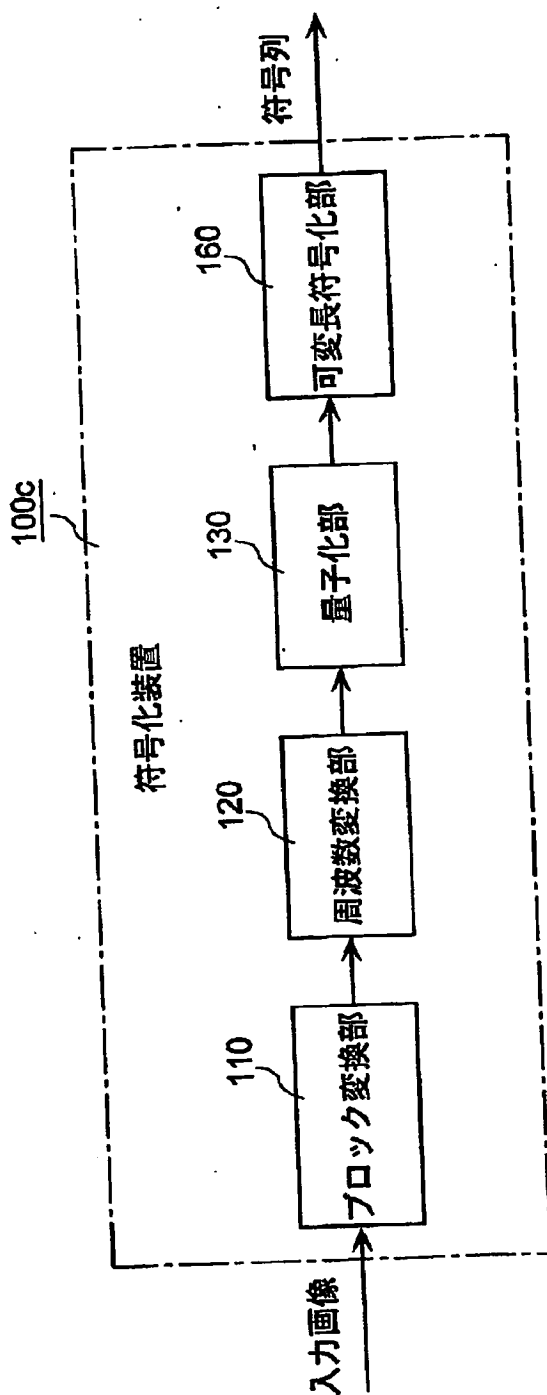 100c
符号化装置
入力画像
110
ブロック変換部
120
周波数変換部
130
量子化部
160
可変長符号化部
符号列